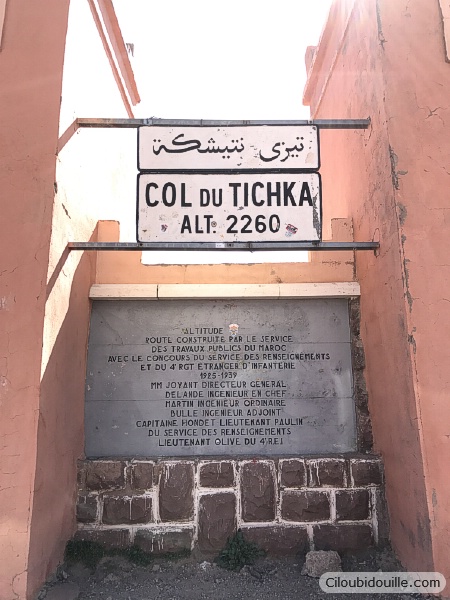 تيزي نتيشكة
COL DU TICHKA
ALT. 2260
ALTITUDE
ROUTE CONSTRUITE PAR LE SERVICE
DES TRAVAUX PUBLICS DU MAROC
AVEC LE CONCOURS DU SERVICE DES RENSEIGNEMENTS
ET DU 4ᵉ RGT ETRANGER D'INFANTERIE
1925-1939
MM JOYANT DIRECTEUR GENERAL
DELANDE INGENIEUR EN CHEF
MARTIN INGENIEUR ORDINAIRE
BULLE INGENIEUR ADJOINT
CAPITAINE HONDET LIEUTENANT PAULIN
DU SERVICE DES RENSEIGNEMENTS
LIEUTENANT OLIVE DU 4ᵉ REI
Ciloubidouille.com